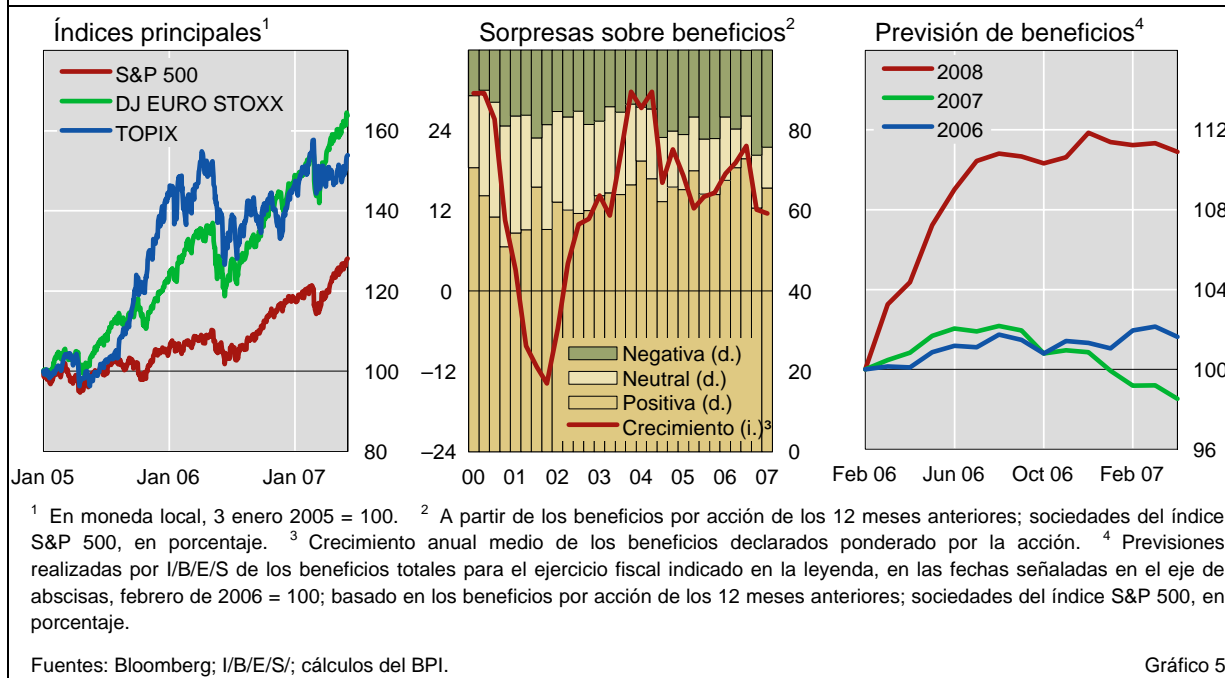 Índices principales¹
S&P 500
DJ EURO STOXX
TOPIX
160
140
120
100
80
Jan 05 Jan 06 Jan 07
Sorpresas sobre beneficios²
24
12
0
–12
–24
80
60
40
20
0
Negativa (d.)
Neutral (d.)
Positiva (d.)
Crecimiento (i.)³
00 01 02 03 04 05 06 07
Previsión de beneficios⁴
2008
2007
2006
112
108
104
100
96
Feb 06 Jun 06 Oct 06 Feb 07
¹ En moneda local, 3 enero 2005 = 100. ² A partir de los beneficios por acción de los 12 meses anteriores; sociedades del índice
S&P 500, en porcentaje. ³ Crecimiento anual medio de los beneficios declarados ponderado por la acción. ⁴ Previsiones
realizadas por I/B/E/S de los beneficios totales para el ejercicio fiscal indicado en la leyenda, en las fechas señaladas en el eje de
abscisas, febrero de 2006 = 100; basado en los beneficios por acción de los 12 meses anteriores; sociedades del índice S&P 500, en
porcentaje.
Fuentes: Bloomberg; I/B/E/S/; cálculos del BPI. Gráfico 5